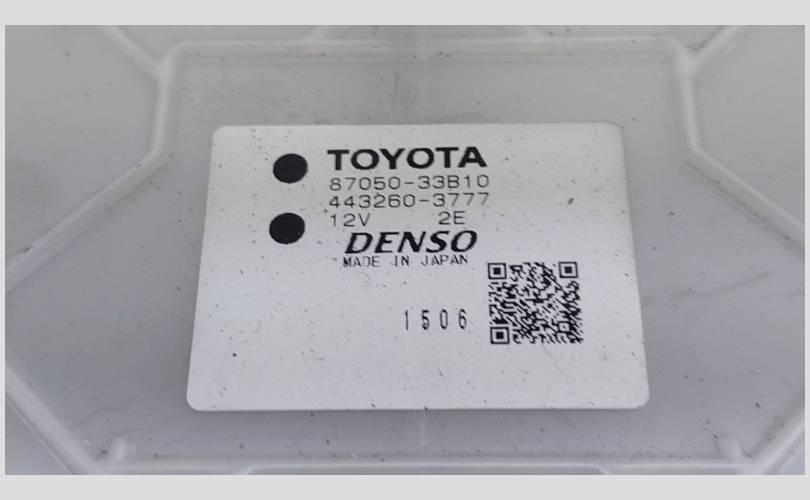 TOYOTA
87050-33B10
443260-3777
12V 2E
DENSO
MADE IN JAPAN
1506